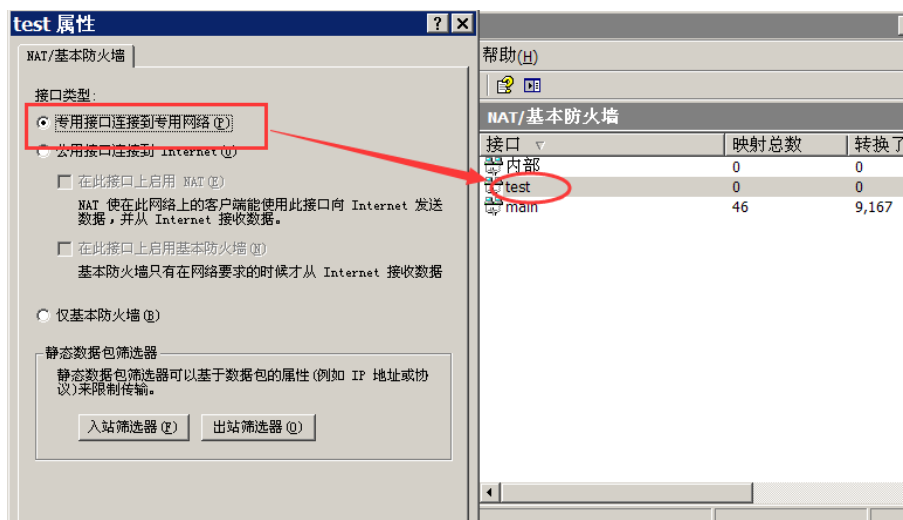 test 属性
NAT/基本防火墙
接口类型:
专用接口连接到专用网络(P)
公用接口连接到 Internet(U)
在此接口上启用 NAT(E)
NAT 使在此网络上的客户端能使用此接口向 Internet 发送
数据，并从 Internet 接收数据。
在此接口上启用基本防火墙(N)
基本防火墙只有在网络要求的时候才从 Internet 接收数据
仅基本防火墙(B)
静态数据包筛选器
静态数据包筛选器可以基于数据包的属性(例如 IP 地址或协
议)来限制传输。
入站筛选器(F)
出站筛选器(O)
帮助(H)
NAT/基本防火墙
接口 映射总数 转换了
内部 0 0
test 0 0
main 46 9,167